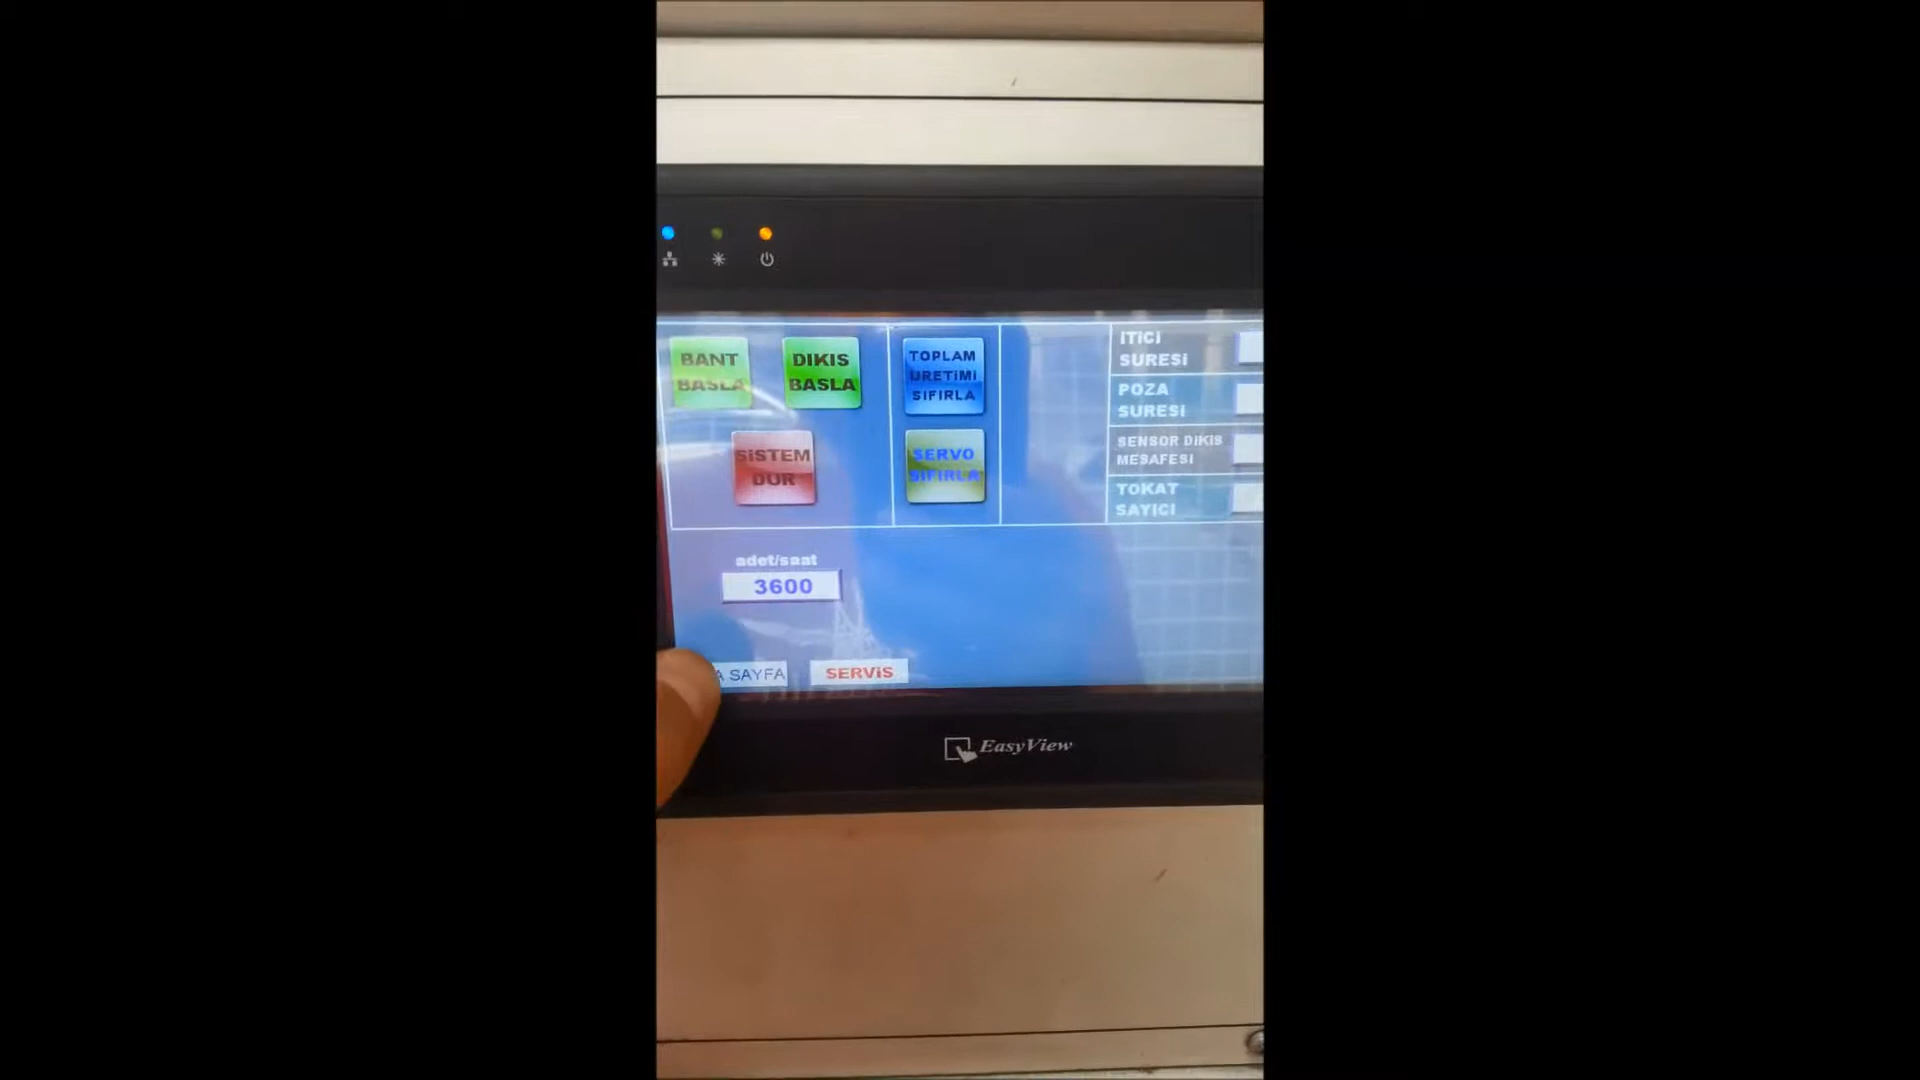 BANT
BASLA
DIKIS
BASLA
SiSTEM
DUR
TOPLAM
URETiMi
SIFIRLA
SERVO
SIFIRLA
ITiCi
SURESi
POZA
SURESi
SENSOR DiKiS
MESAFESi
TOKAT
SAYICI
adet/saat
3600
A SAYFA
SERViS
EasyView